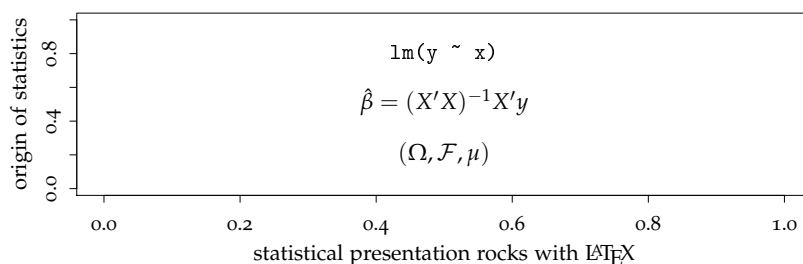 origin of statistics
0.8
0.4
0.0
lm(y ~ x)
β̂ = (X′X)⁻¹X′y
(Ω, ℱ, μ)
0.0 0.2 0.4 0.6 0.8 1.0
statistical presentation rocks with LATEX